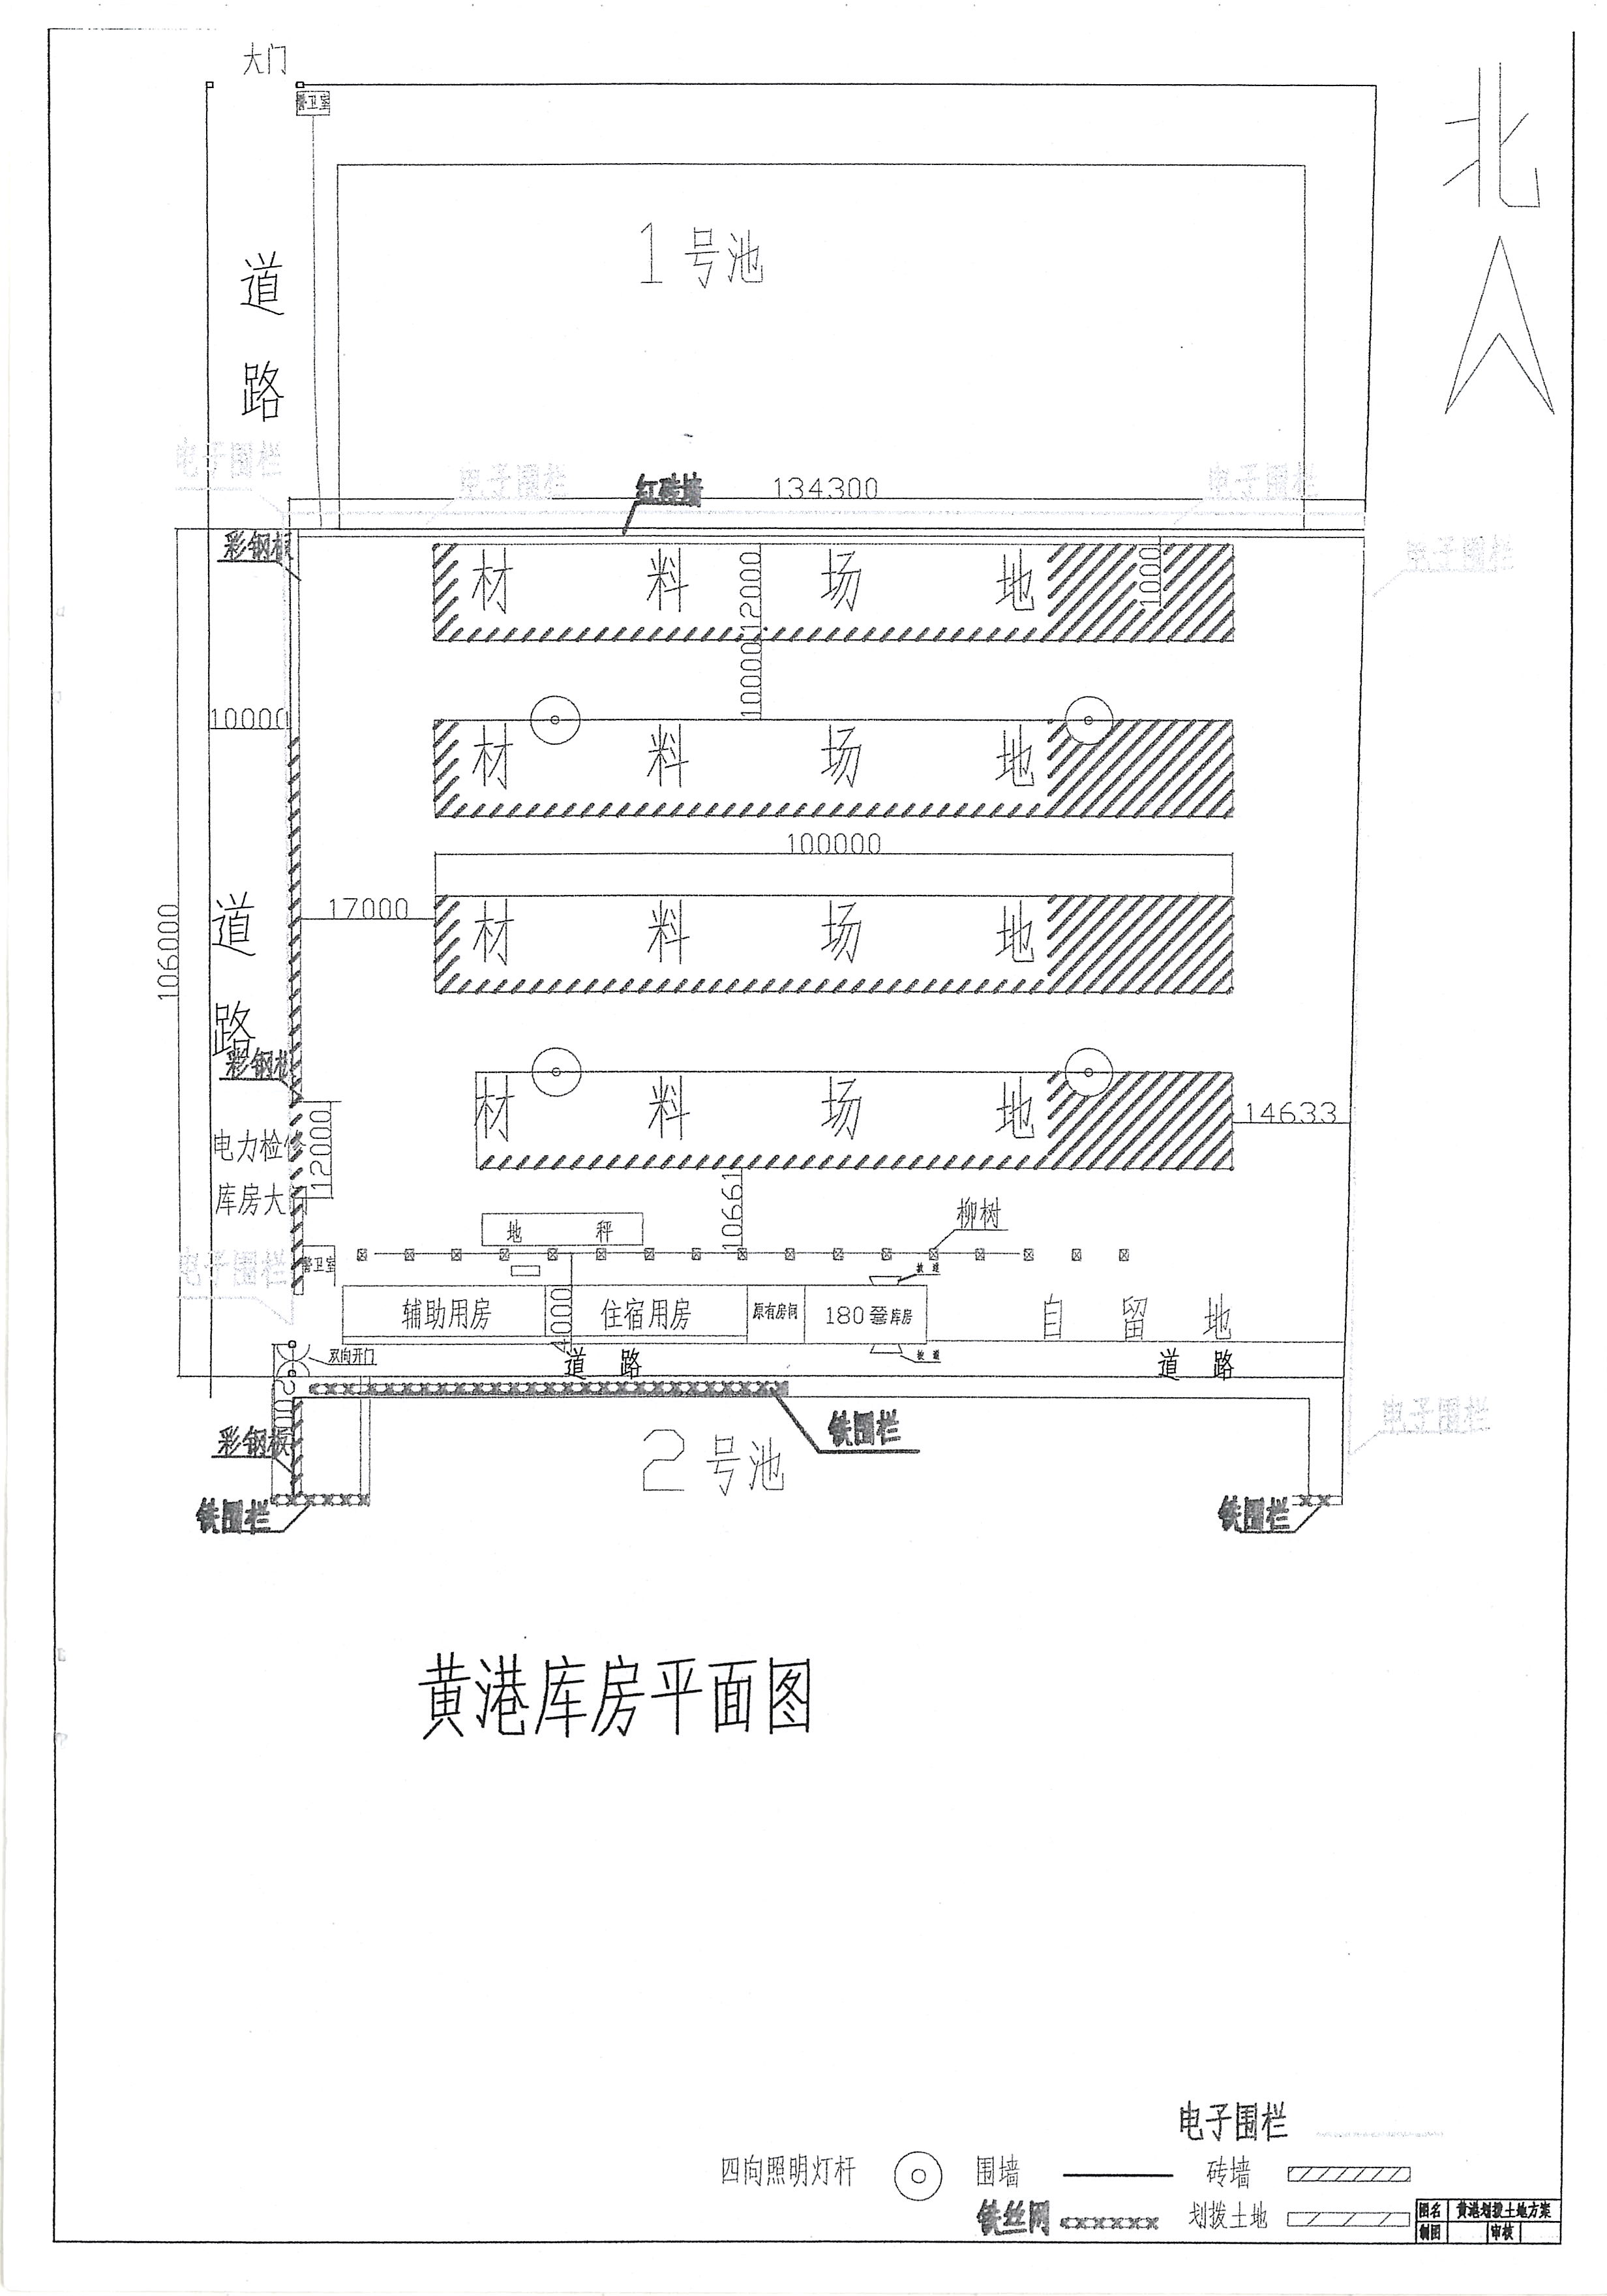 大门
警卫室
北
1号池
道
路
电子围栏
电子围栏
电子围栏
红砖墙
134300
彩钢板
电子围栏
材 料 场 地
12000
1000
10000
10000
材 料 场 地
100000
17000
材 料 场 地
106000
道
路
彩钢板
材 料 场 地
14633
电力检修
库房大
12000
10661
地 秤
柳树
电子围栏
警卫室
坡道
辅助用房
住宿用房
原有房间
180
库房
自 留 地
4000
双向开门
道 路
坡道
道 路
彩钢板
铁围栏
电子围栏
2号池
铁围栏
铁围栏
黄港库房平面图
电子围栏
四向照明灯杆
围墙
砖墙
铁丝网
划拨土地
图名 黄港划拨土地方案
制图 审核